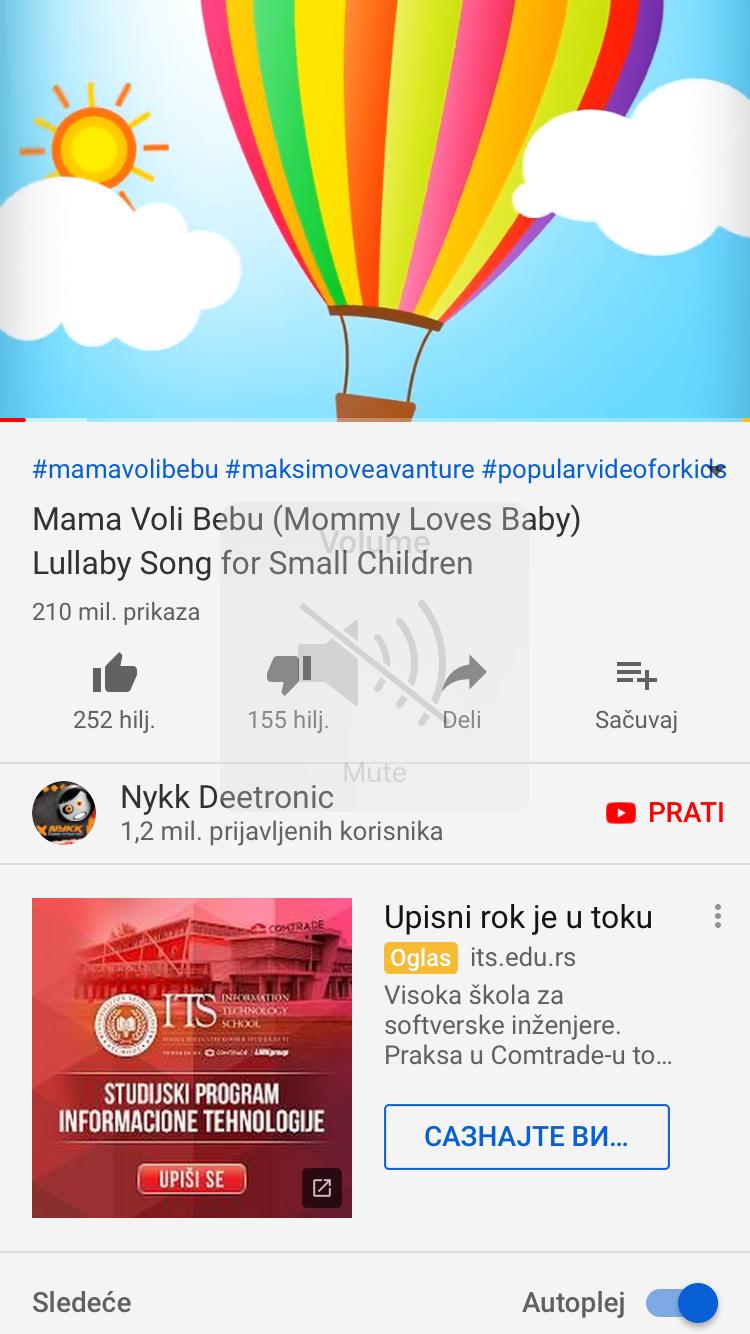 #mamavolibebu #maksimoveavanture #popularvideoforkids
Mama Voli Bebu (Mommy Loves Baby)
Lullaby Song for Small Children
Volume
210 mil. prikaza
252 hilj.
155 hilj.
Deli
Sačuvaj
Mute
Nykk Deetronic
1,2 mil. prijavljenih korisnika
PRATI
NYKK
COMTRADE
ITS
INFORMATION
TECHNOLOGY
SCHOOL
STUDIJSKI PROGRAM
INFORMACIONE TEHNOLOGIJE
UPIŠI SE
Upisni rok je u toku
Oglas its.edu.rs
Visoka škola za
softverske inženjere.
Praksa u Comtrade-u to…
САЗНАЈТЕ ВИ…
Sledeće
Autoplej